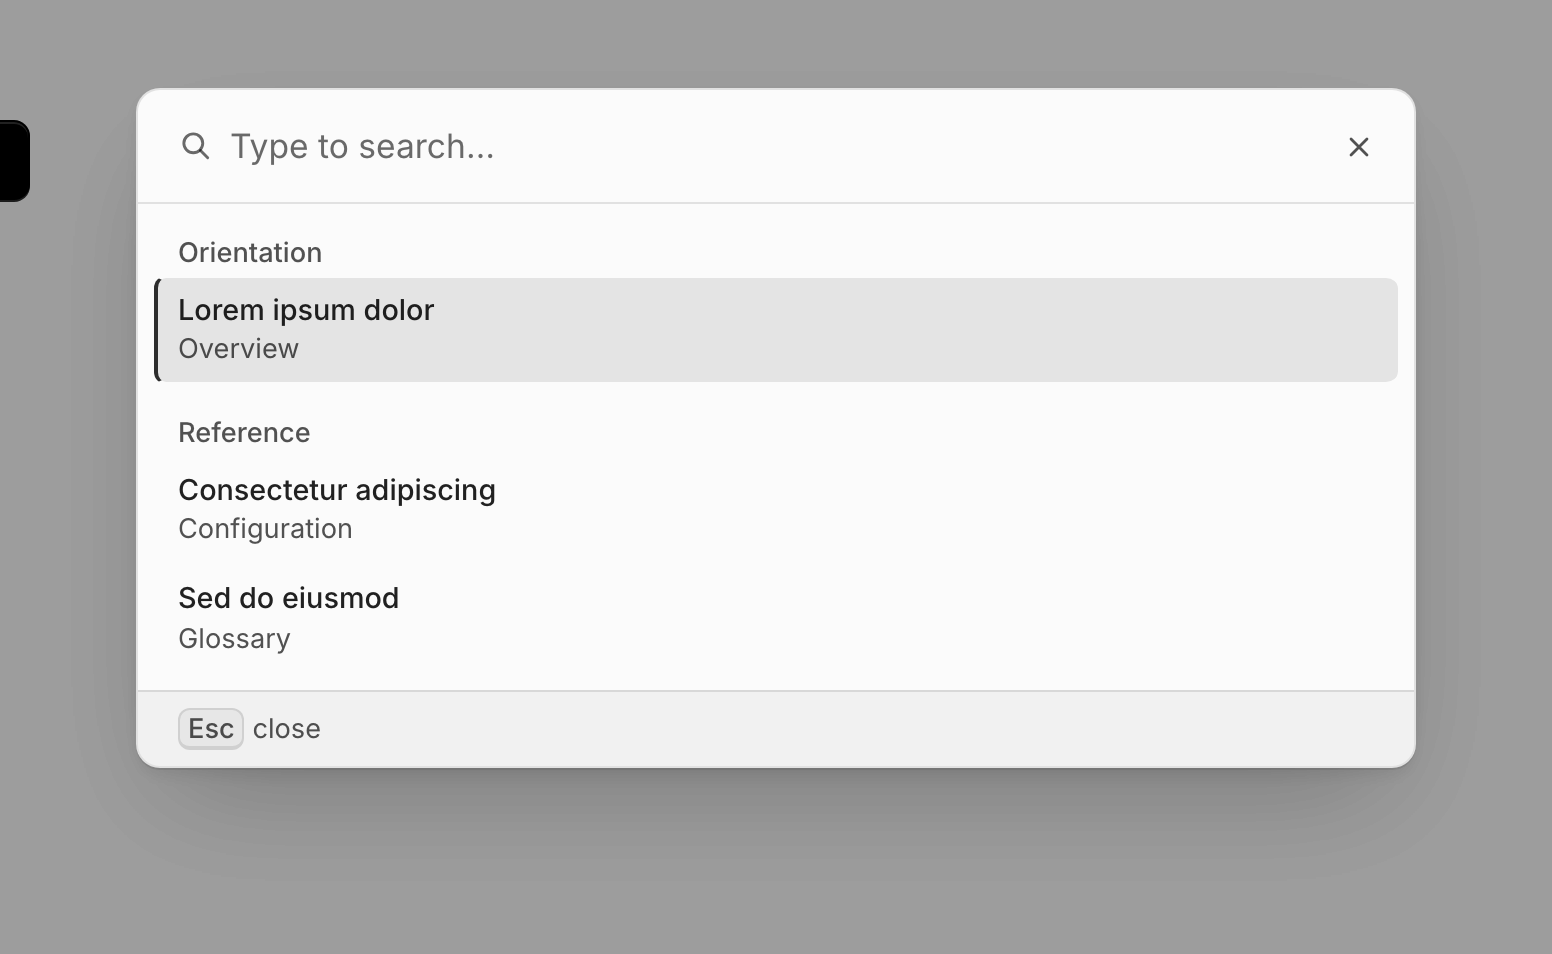 Type to search...
Orientation
Lorem ipsum dolor
Overview
Reference
Consectetur adipiscing
Configuration
Sed do eiusmod
Glossary
Esc close